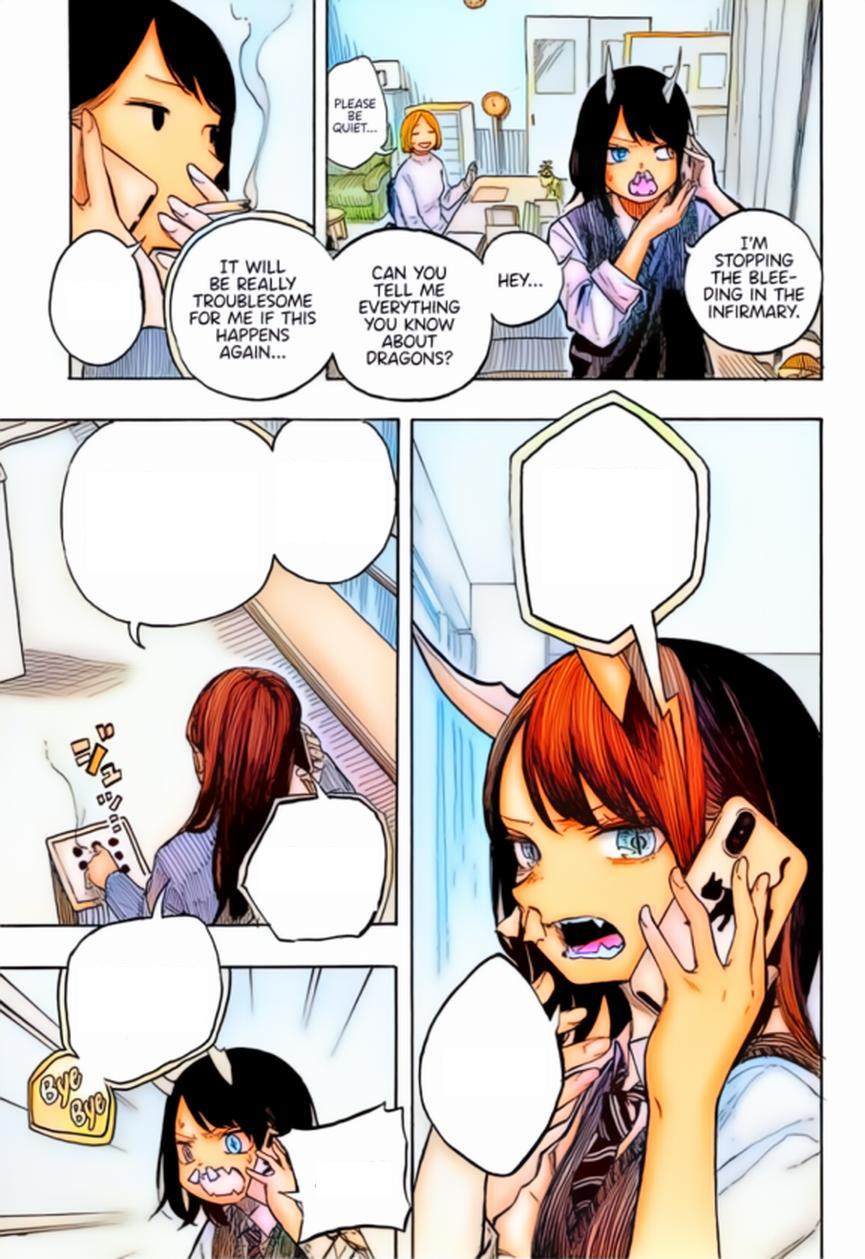 I'M
STOPPING
THE BLEE-
DING IN THE
INFIRMARY.
PLEASE
BE
QUIET...
HEY...
CAN YOU
TELL ME
EVERYTHING
YOU KNOW
ABOUT
DRAGONS?
IT WILL
BE REALLY
TROUBLESOME
FOR ME IF THIS
HAPPENS
AGAIN...
ジュッ
Bye
Bye